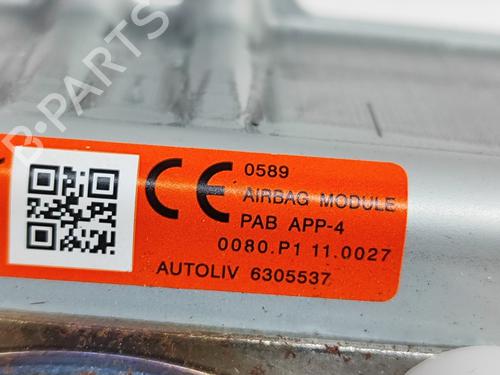 B-PARTS
CE 0589
AIRBAG MODULE
PAB APP-4
0080.P1 11.0027
AUTOLIV 6305537